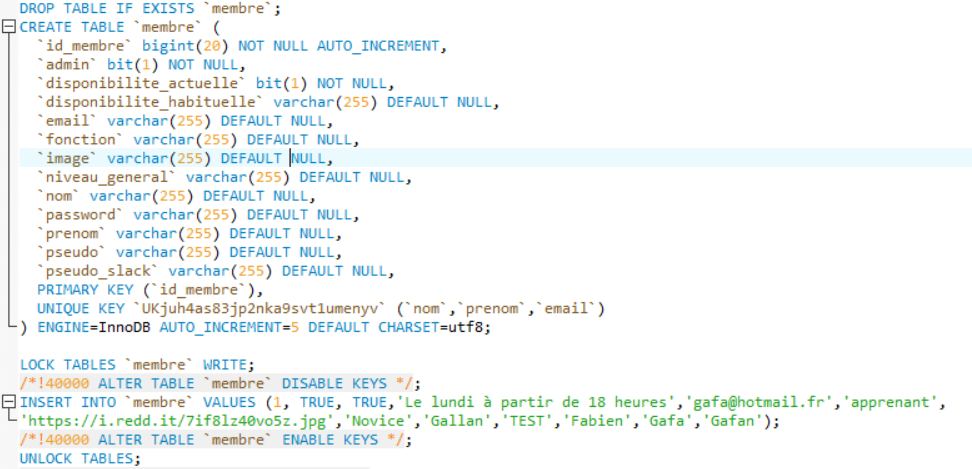 DROP TABLE IF EXISTS `membre`;
CREATE TABLE `membre` (
`id_membre` bigint(20) NOT NULL AUTO_INCREMENT,
`admin` bit(1) NOT NULL,
`disponibilite_actuelle` bit(1) NOT NULL,
`disponibilite_habituelle` varchar(255) DEFAULT NULL,
`email` varchar(255) DEFAULT NULL,
`fonction` varchar(255) DEFAULT NULL,
`image` varchar(255) DEFAULT NULL,
`niveau_general` varchar(255) DEFAULT NULL,
`nom` varchar(255) DEFAULT NULL,
`password` varchar(255) DEFAULT NULL,
`prenom` varchar(255) DEFAULT NULL,
`pseudo` varchar(255) DEFAULT NULL,
`pseudo_slack` varchar(255) DEFAULT NULL,
PRIMARY KEY (`id_membre`),
UNIQUE KEY `UKjuh4as83jp2nka9svt1umenyv` (`nom`,`prenom`,`email`)
) ENGINE=InnoDB AUTO_INCREMENT=5 DEFAULT CHARSET=utf8;
LOCK TABLES `membre` WRITE;
/*!40000 ALTER TABLE `membre` DISABLE KEYS */;
INSERT INTO `membre` VALUES (1, TRUE, TRUE,'Le lundi à partir de 18 heures','gafa@hotmail.fr','apprenant',
'https://i.redd.it/7if8lz40vo5z.jpg','Novice','Gallan','TEST','Fabien','Gafa','Gafan');
/*!40000 ALTER TABLE `membre` ENABLE KEYS */;
UNLOCK TABLES;